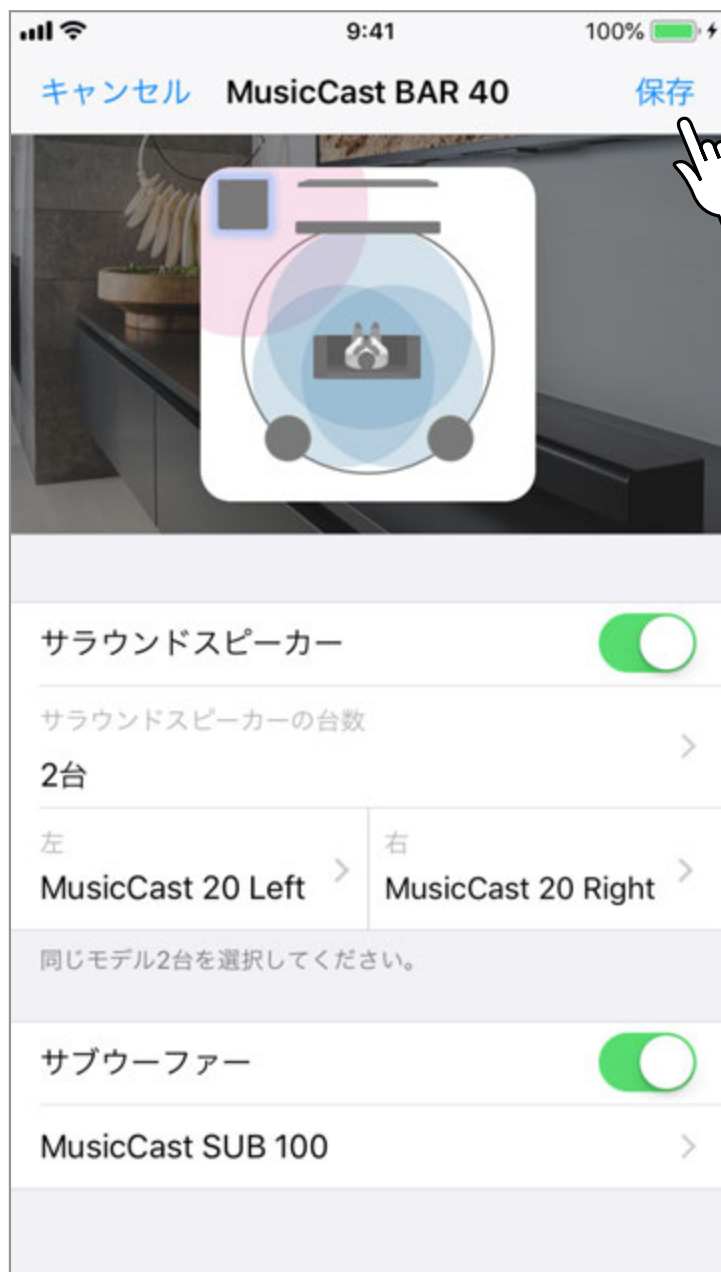 9:41
100%
キャンセル MusicCast BAR 40 保存
サラウンドスピーカー
サラウンドスピーカーの台数
2台
左
MusicCast 20 Left
右
MusicCast 20 Right
同じモデル2台を選択してください。
サブウーファー
MusicCast SUB 100